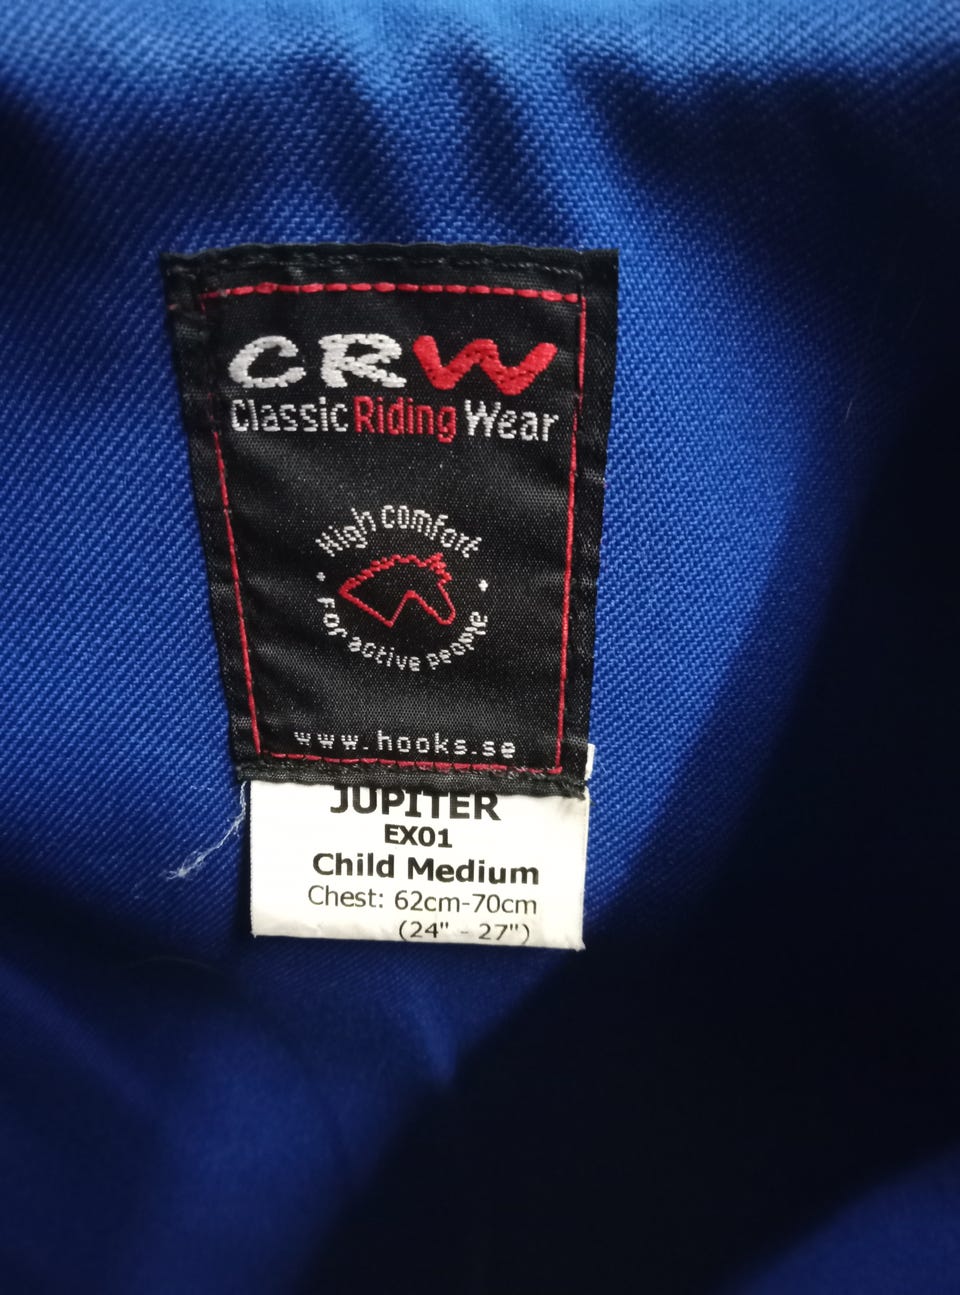 CRW
Classic Riding Wear
High comfort
For active people
www.hooks.se
JUPITER
EX01
Child Medium
Chest: 62cm-70cm
(24" - 27")